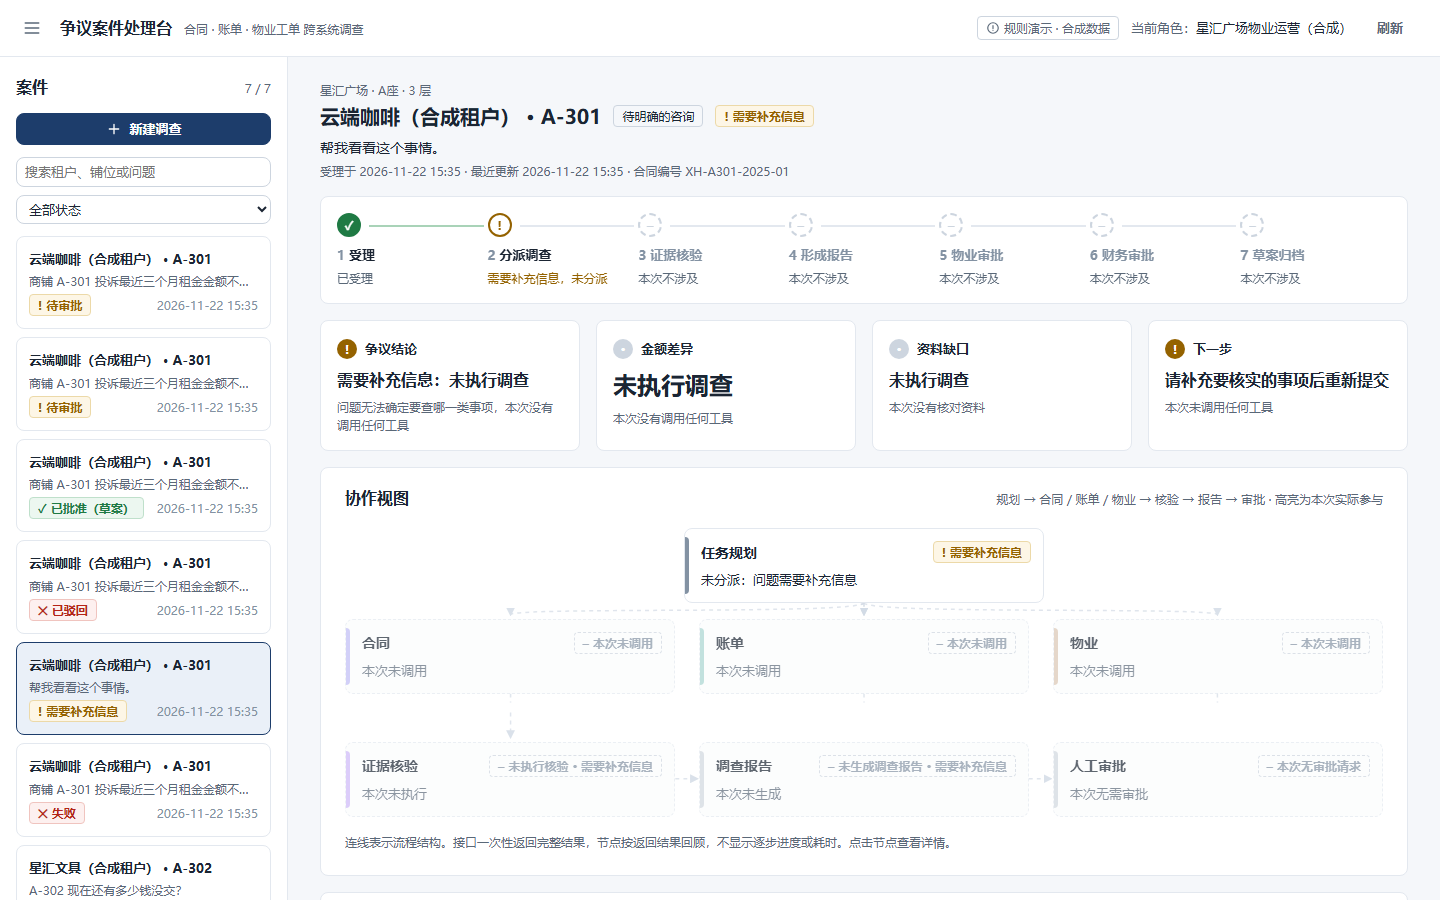 争议案件处理台 合同 · 账单 · 物业工单 跨系统调查
规则演示 · 合成数据 当前角色：星汇广场物业运营（合成） 刷新
案件 7 / 7
＋ 新建调查
搜索租户、铺位或问题
全部状态
云端咖啡（合成租户） • A-301
商铺 A-301 投诉最近三个月租金金额不...
! 待审批 2026-11-22 15:35
云端咖啡（合成租户） • A-301
商铺 A-301 投诉最近三个月租金金额不...
! 待审批 2026-11-22 15:35
云端咖啡（合成租户） • A-301
商铺 A-301 投诉最近三个月租金金额不...
✓ 已批准（草案） 2026-11-22 15:35
云端咖啡（合成租户） • A-301
商铺 A-301 投诉最近三个月租金金额不...
✕ 已驳回 2026-11-22 15:35
云端咖啡（合成租户） • A-301
帮我看看这个事情。
! 需要补充信息 2026-11-22 15:35
云端咖啡（合成租户） • A-301
商铺 A-301 投诉最近三个月租金金额不...
✕ 失败 2026-11-22 15:35
星汇文具（合成租户） • A-302
A-302 现在还有多少钱没交？
星汇广场 · A座 · 3 层
云端咖啡（合成租户） • A-301 待明确的咨询 ! 需要补充信息
帮我看看这个事情。
受理于 2026-11-22 15:35 · 最近更新 2026-11-22 15:35 · 合同编号 XH-A301-2025-01
1 受理 2 分派调查 3 证据核验 4 形成报告 5 物业审批 6 财务审批 7 草案归档
已受理 需要补充信息，未分派 本次不涉及 本次不涉及 本次不涉及 本次不涉及 本次不涉及
争议结论
需要补充信息：未执行调查
问题无法确定要查哪一类事项，本次没有
调用任何工具
金额差异
未执行调查
本次没有调用任何工具
资料缺口
未执行调查
本次没有核对资料
下一步
请补充要核实的事项后重新提交
本次未调用任何工具
协作视图 规划 → 合同 / 账单 / 物业 → 核验 → 报告 → 审批 · 高亮为本次实际参与
任务规划 ! 需要补充信息
未分派：问题需要补充信息
合同 – 本次未调用
本次未调用
账单 – 本次未调用
本次未调用
物业 – 本次未调用
本次未调用
证据核验 – 未执行核验 • 需要补充信息
本次未执行
调查报告 – 未生成调查报告 • 需要补充信息
本次未生成
人工审批 – 本次无审批请求
本次无需审批
连线表示流程结构。接口一次性返回完整结果，节点按返回结果回顾，不显示逐步进度或耗时。点击节点查看详情。